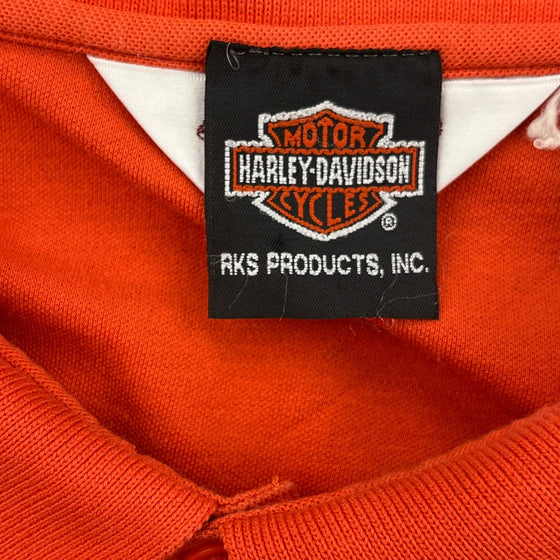 MOTOR
HARLEY-DAVIDSON
CYCLES
®
RKS PRODUCTS, INC.